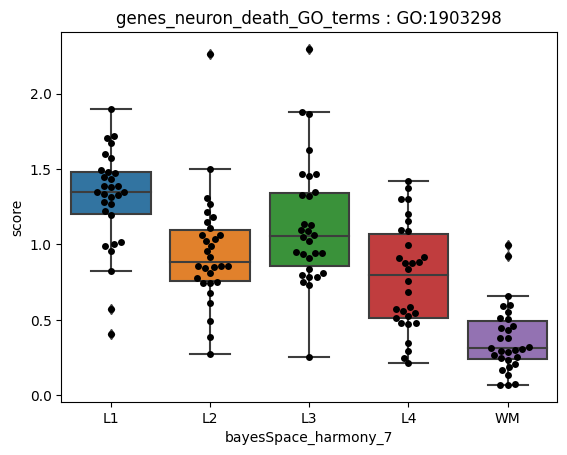 genes_neuron_death_GO_terms : GO:1903298
score
2.0
1.5
1.0
0.5
0.0
L1 L2 L3 L4 WM
bayesSpace_harmony_7